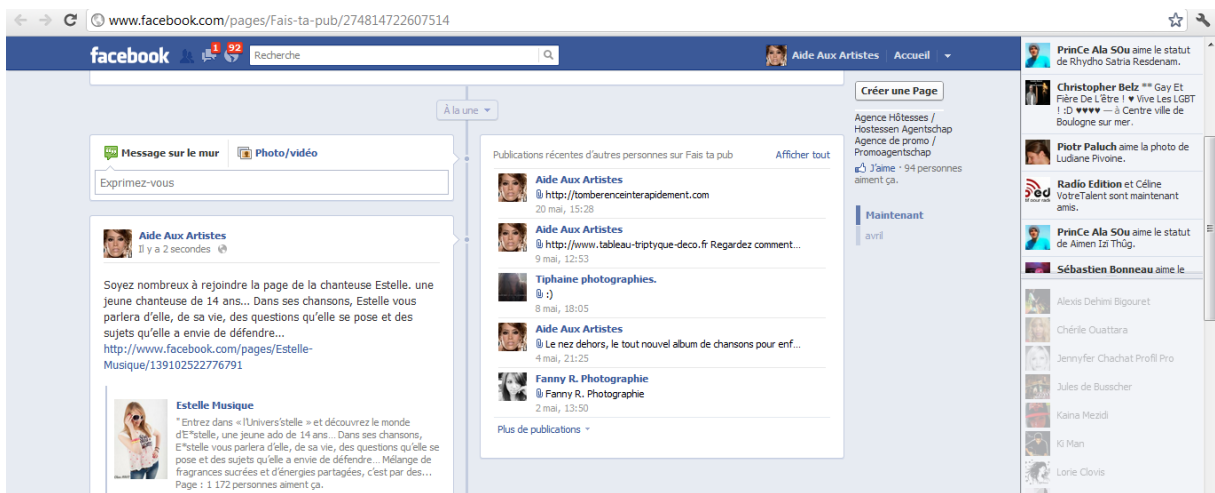 www.facebook.com/pages/Fais-ta-pub/274814722607514
facebook
1
92
Recherche
Aide Aux Artistes
Accueil
À la une
Message sur le mur
Photo/vidéo
Exprimez-vous
Aide Aux Artistes
Il y a 2 secondes
Soyez nombreux à rejoindre la page de la chanteuse Estelle. une
jeune chanteuse de 14 ans... Dans ses chansons, Estelle vous
parlera d'elle, de sa vie, des questions qu'elle se pose et des
sujets qu'elle a envie de défendre...
http://www.facebook.com/pages/Estelle-
Musique/139102522776791
Estelle Musique
"Entrez dans « l'Univers'stelle » et découvrez le monde
d'E*stelle, une jeune ado de 14 ans... Dans ses chansons,
E*stelle vous parlera d'elle, de sa vie, des questions qu'elle se
pose et des sujets qu'elle a envie de défendre... Mélange de
fragrances sucrées et d'énergies partagées, c'est par des...
Page : 1 172 personnes aiment ça.
Publications récentes d'autres personnes sur Fais ta pub
Afficher tout
Aide Aux Artistes
http://tomberenceinterapidement.com
20 mai, 15:28
Aide Aux Artistes
http://www.tableau-triptyque-deco.fr Regardez comment...
9 mai, 12:53
Tiphaine photographies.
:)
8 mai, 18:05
Aide Aux Artistes
Le nez dehors, le tout nouvel album de chansons pour enf...
4 mai, 21:25
Fanny R. Photographie
Fanny R. Photographie
2 mai, 13:50
Plus de publications
Créer une Page
Agence Hôtesses /
Hostessen Agentschap
Agence de promo /
Promoagentschap
J'aime · 94 personnes
aiment ça.
Maintenant
avril
PrinCe Ala SOu aime le statut
de Rhydho Satria Resdenam.
Christopher Belz ** Gay Et
Fière De L'être ! ♥ Vive Les LGBT
! :D ♥♥♥♥ — à Centre ville de
Boulogne sur mer.
Piotr Paluch aime la photo de
Ludiane Pivoine.
Radio Edition et Céline
VotreTalent sont maintenant
amis.
PrinCe Ala SOu aime le statut
de Aimen Izi Thúg.
Sébastien Bonneau aime le
Alexis Dehimi Bigouret
Chérile Ouattara
Jennyfer Chachat Profil Pro
Jules de Busscher
Kaina Mezidi
Ki Man
Lorie Clovis